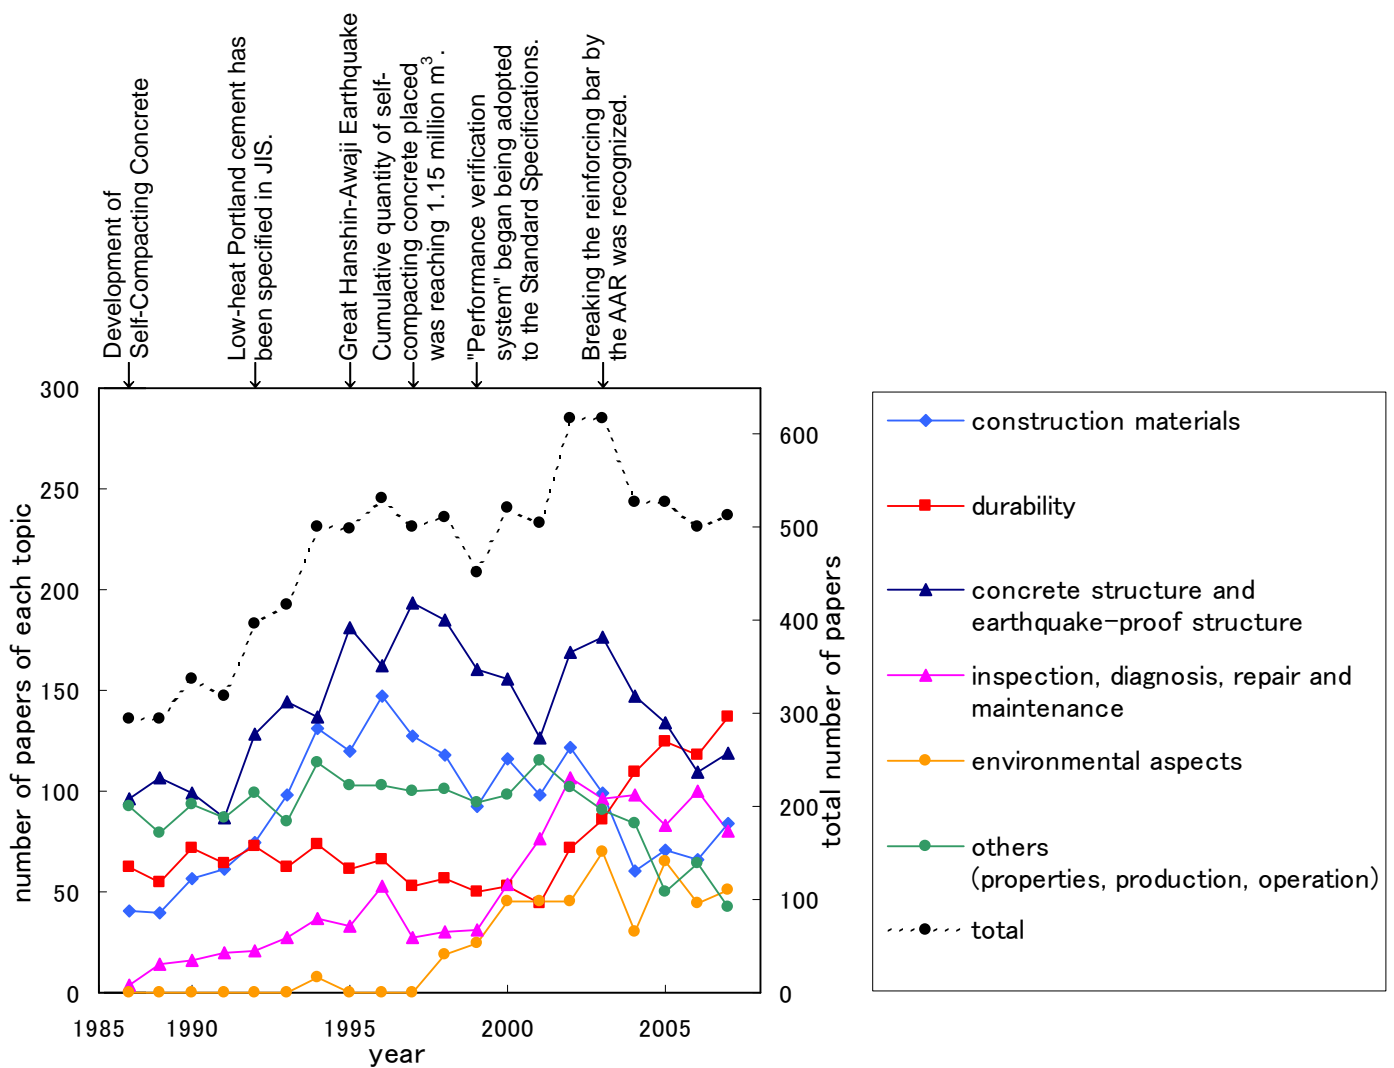 Development of
Self-Compacting Concrete
Low-heat Portland cement has
been specified in JIS.
Great Hanshin-Awaji Earthquake
Cumulative quantity of self-
compacting concrete placed
was reaching 1.15 million m³.
"Performance verification
system" began being adopted
to the Standard Specifications.
Breaking the reinforcing bar by
the AAR was recognized.
number of papers of each topic
300
250
200
150
100
50
0
1985
1990
1995
2000
2005
year
600
500
400
300
200
100
0
total number of papers
construction materials
durability
concrete structure and
earthquake-proof structure
inspection, diagnosis, repair and
maintenance
environmental aspects
others
(properties, production, operation)
total